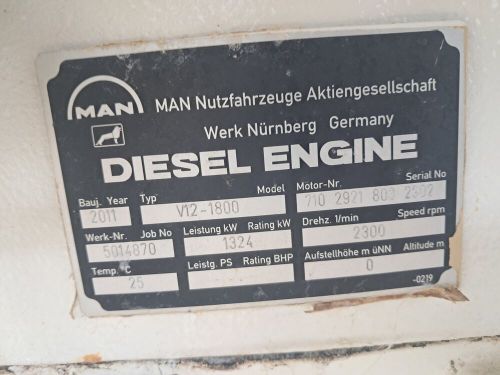 MAN
MAN Nutzfahrzeuge Aktiengesellschaft
Werk Nürnberg Germany
DIESEL ENGINE
Bauj. Year Typ Model Motor-Nr. Serial No
2011 V12-1800 710 2921 803 2502
Werk-Nr. Job No Leistung kW Rating kW Drehz. 1/min Speed rpm
5014870 1324 2300
Temp. °C Leistg. PS Rating BHP Aufstellhöhe m üNN Altitude m
25 0
-0219